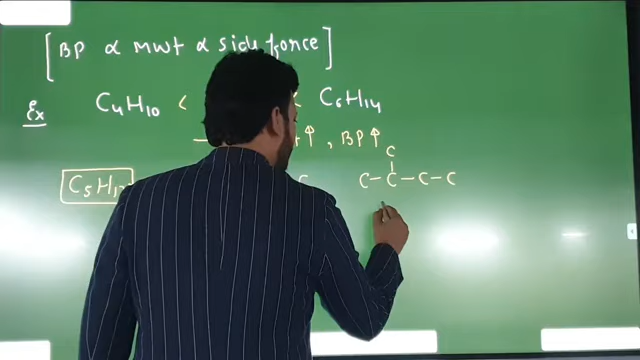 [BP ∝ Mwt ∝ side force]
Ex C₄H₁₀ < < C₆H₁₄
↑ , BP ↑
C
C₅H₁₂ C C–C–C–C